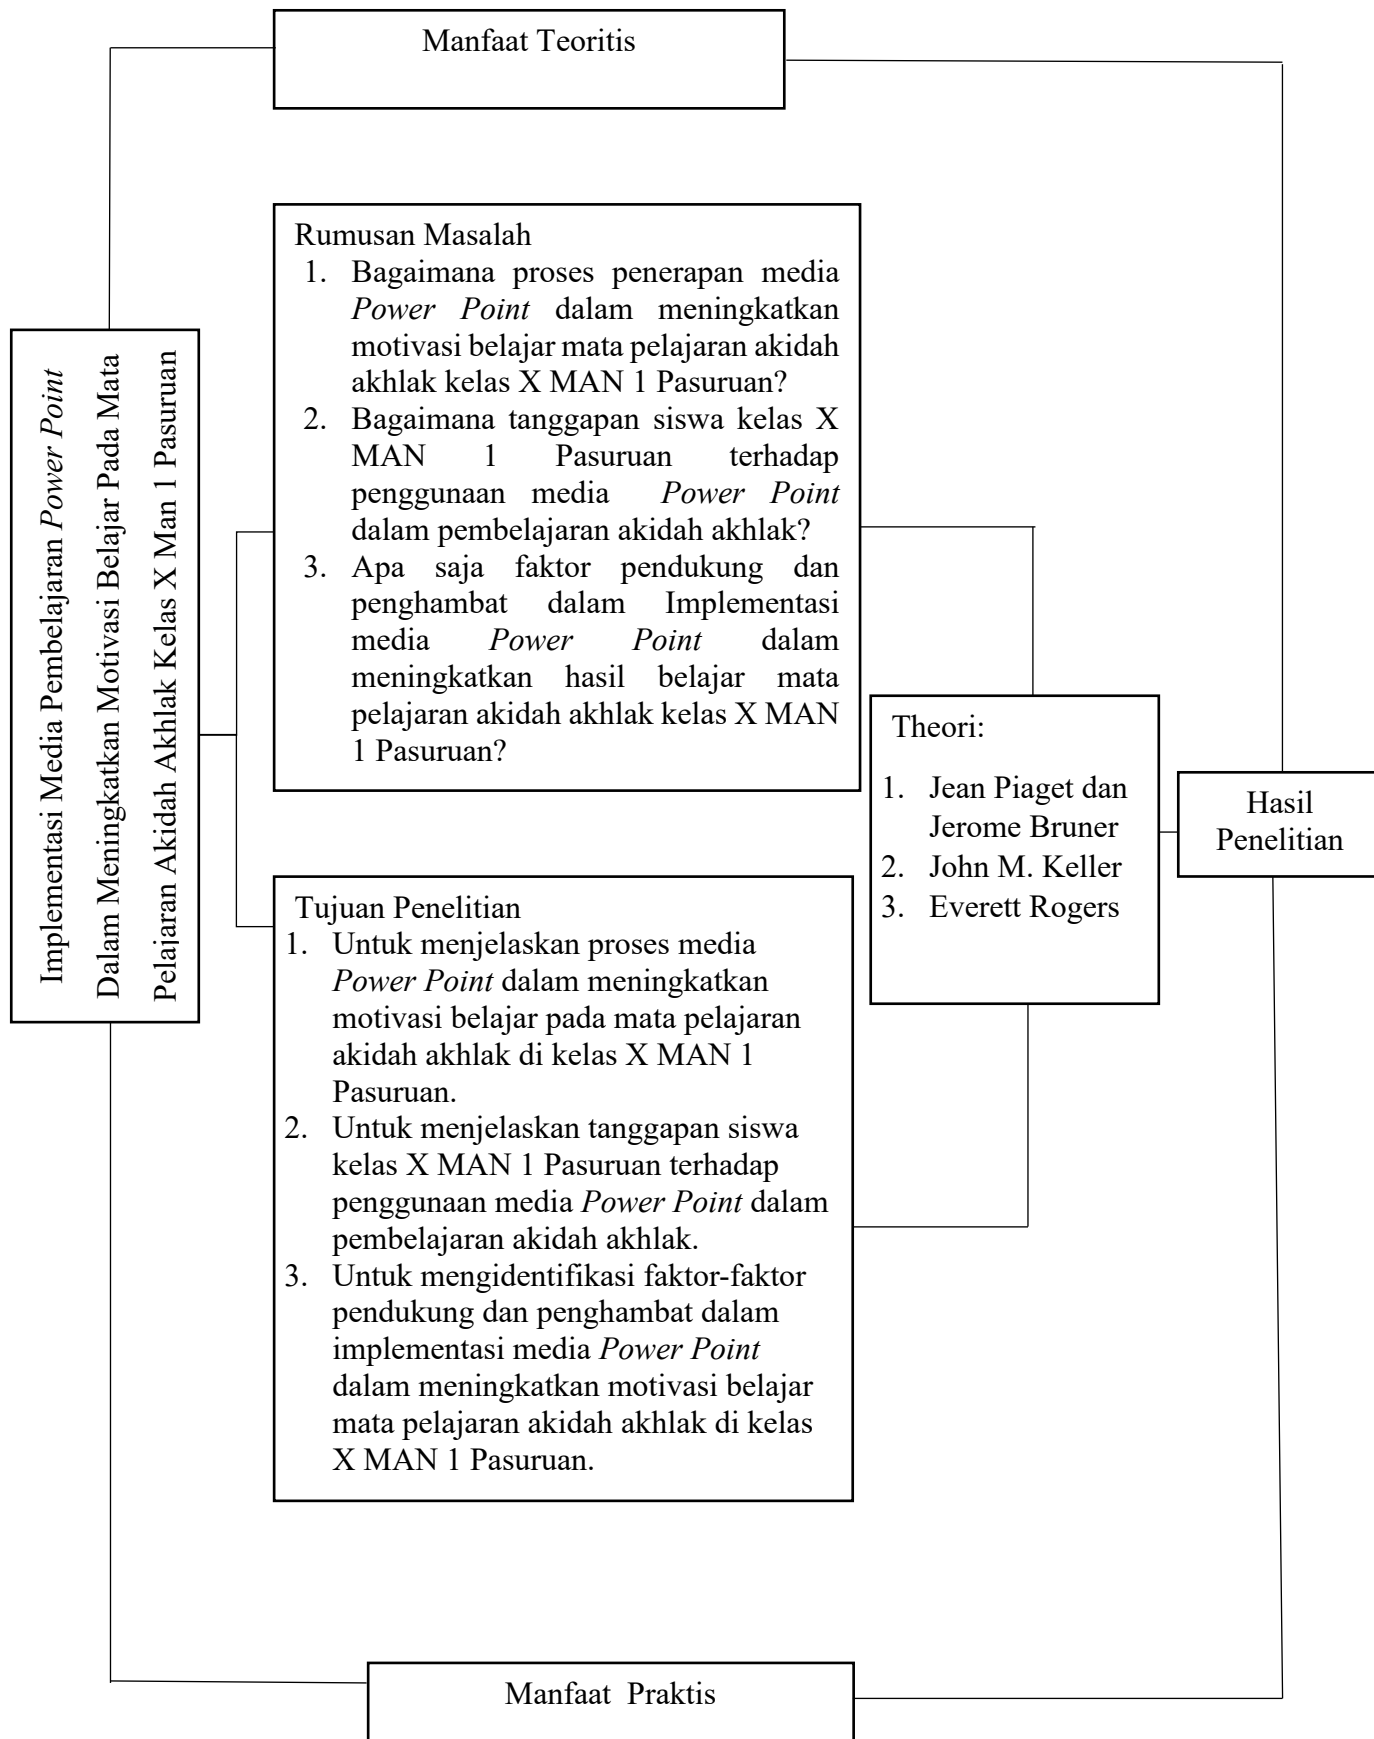 Manfaat Teoritis
Implementasi Media Pembelajaran Power Point
Dalam Meningkatkan Motivasi Belajar Pada Mata
Pelajaran Akidah Akhlak Kelas X Man 1 Pasuruan
Rumusan Masalah
1. Bagaimana proses penerapan media
Power Point dalam meningkatkan
motivasi belajar mata pelajaran akidah
akhlak kelas X MAN 1 Pasuruan?
2. Bagaimana tanggapan siswa kelas X
MAN 1 Pasuruan terhadap
penggunaan media Power Point
dalam pembelajaran akidah akhlak?
3. Apa saja faktor pendukung dan
penghambat dalam Implementasi
media Power Point dalam
meningkatkan hasil belajar mata
pelajaran akidah akhlak kelas X MAN
1 Pasuruan?
Tujuan Penelitian
1. Untuk menjelaskan proses media
Power Point dalam meningkatkan
motivasi belajar pada mata pelajaran
akidah akhlak di kelas X MAN 1
Pasuruan.
2. Untuk menjelaskan tanggapan siswa
kelas X MAN 1 Pasuruan terhadap
penggunaan media Power Point dalam
pembelajaran akidah akhlak.
3. Untuk mengidentifikasi faktor-faktor
pendukung dan penghambat dalam
implementasi media Power Point
dalam meningkatkan motivasi belajar
mata pelajaran akidah akhlak di kelas
X MAN 1 Pasuruan.
Theori:
1. Jean Piaget dan
Jerome Bruner
2. John M. Keller
3. Everett Rogers
Hasil
Penelitian
Manfaat Praktis